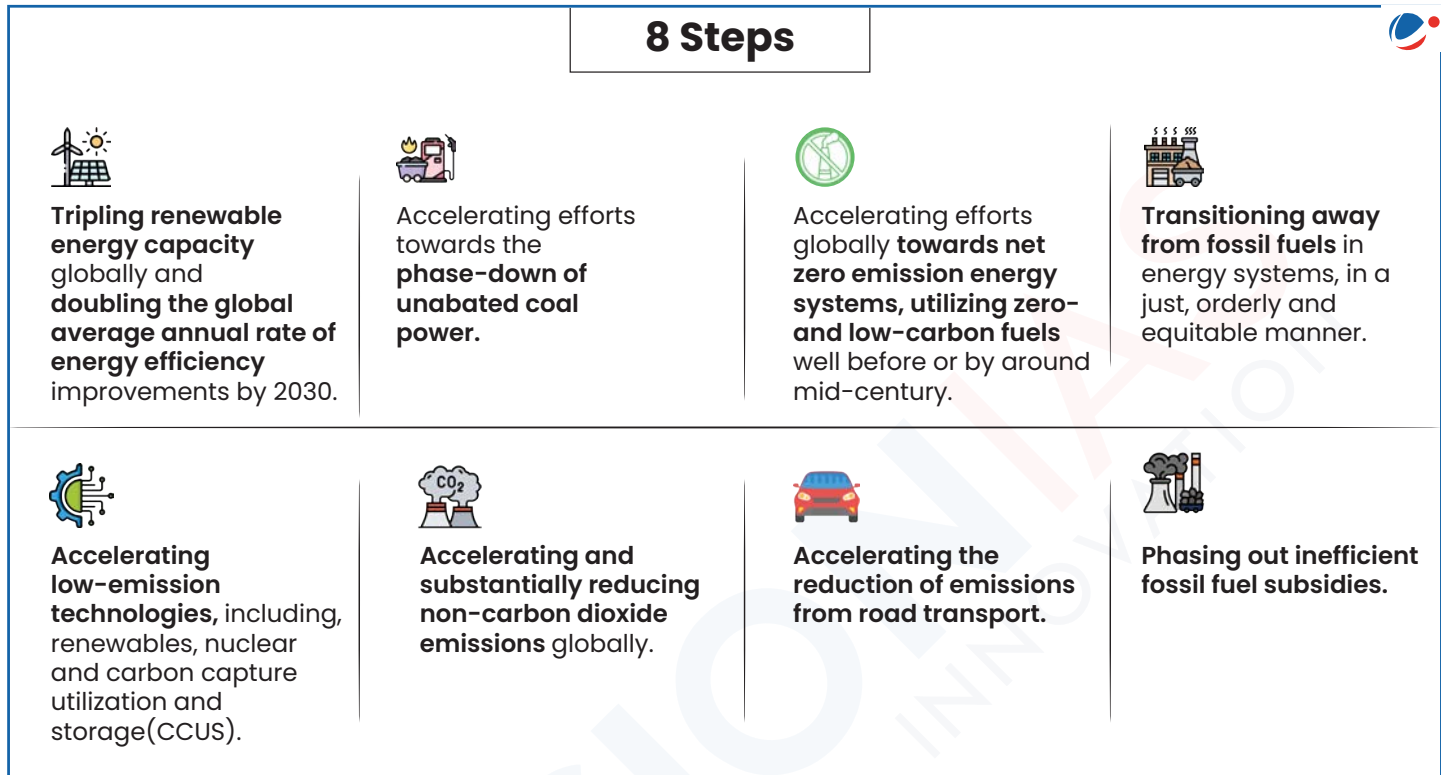 8 Steps
Tripling renewable
energy capacity
globally and
doubling the global
average annual rate of
energy efficiency
improvements by 2030.
Accelerating efforts
towards the
phase-down of
unabated coal
power.
Accelerating efforts
globally towards net
zero emission energy
systems, utilizing zero-
and low-carbon fuels
well before or by around
mid-century.
Transitioning away
from fossil fuels in
energy systems, in a
just, orderly and
equitable manner.
Accelerating
low-emission
technologies, including,
renewables, nuclear
and carbon capture
utilization and
storage(CCUS).
CO2
Accelerating and
substantially reducing
non-carbon dioxide
emissions globally.
Accelerating the
reduction of emissions
from road transport.
Phasing out inefficient
fossil fuel subsidies.
SIONIAS
INNOVATION